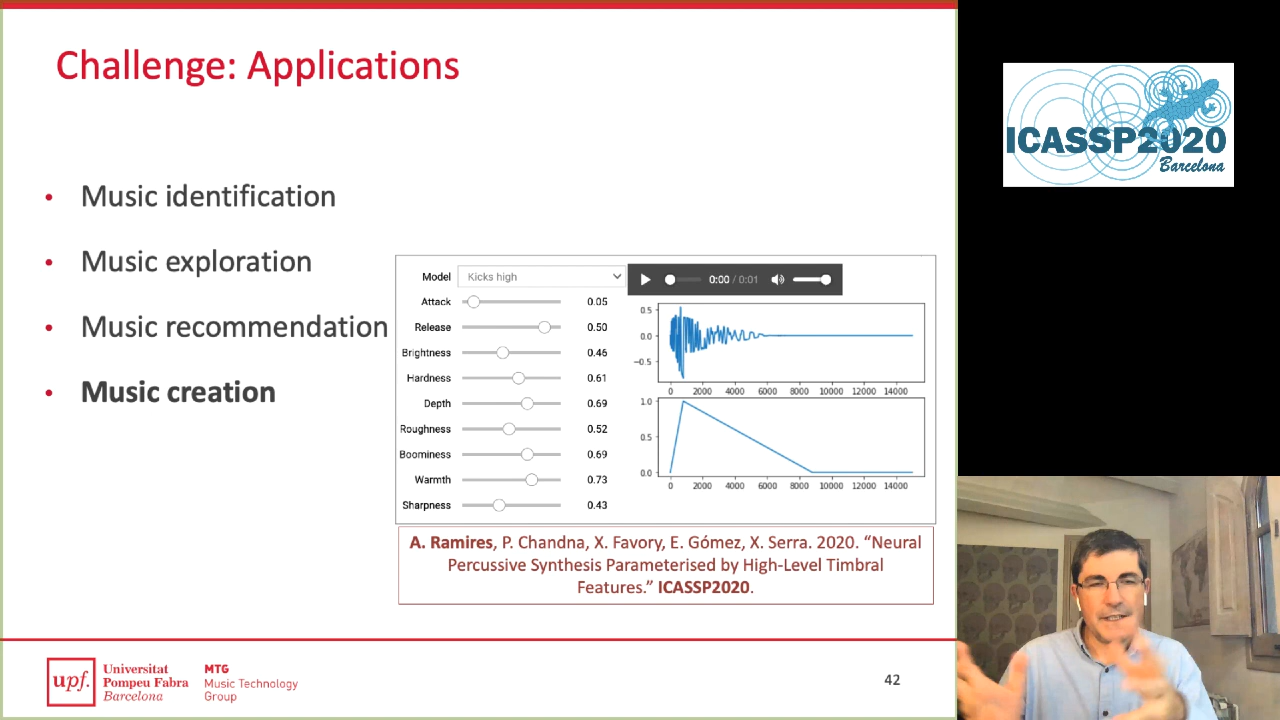 Challenge: Applications
• Music identification
• Music exploration
• Music recommendation
• Music creation
Model Kicks high
Attack 0.05
Release 0.50
Brightness 0.46
Hardness 0.61
Depth 0.69
Roughness 0.52
Boominess 0.69
Warmth 0.73
Sharpness 0.43
0:00 / 0:01
0.5
0.0
−0.5
0 2000 4000 6000 8000 10000 12000 14000
1.0
0.5
0.0
0 2000 4000 6000 8000 10000 12000 14000
A. Ramires, P. Chandna, X. Favory, E. Gómez, X. Serra. 2020. “Neural
Percussive Synthesis Parameterised by High-Level Timbral
Features.” ICASSP2020.
upf. Universitat
Pompeu Fabra
Barcelona
MTG
Music Technology
Group
42
ICASSP2020
Barcelona